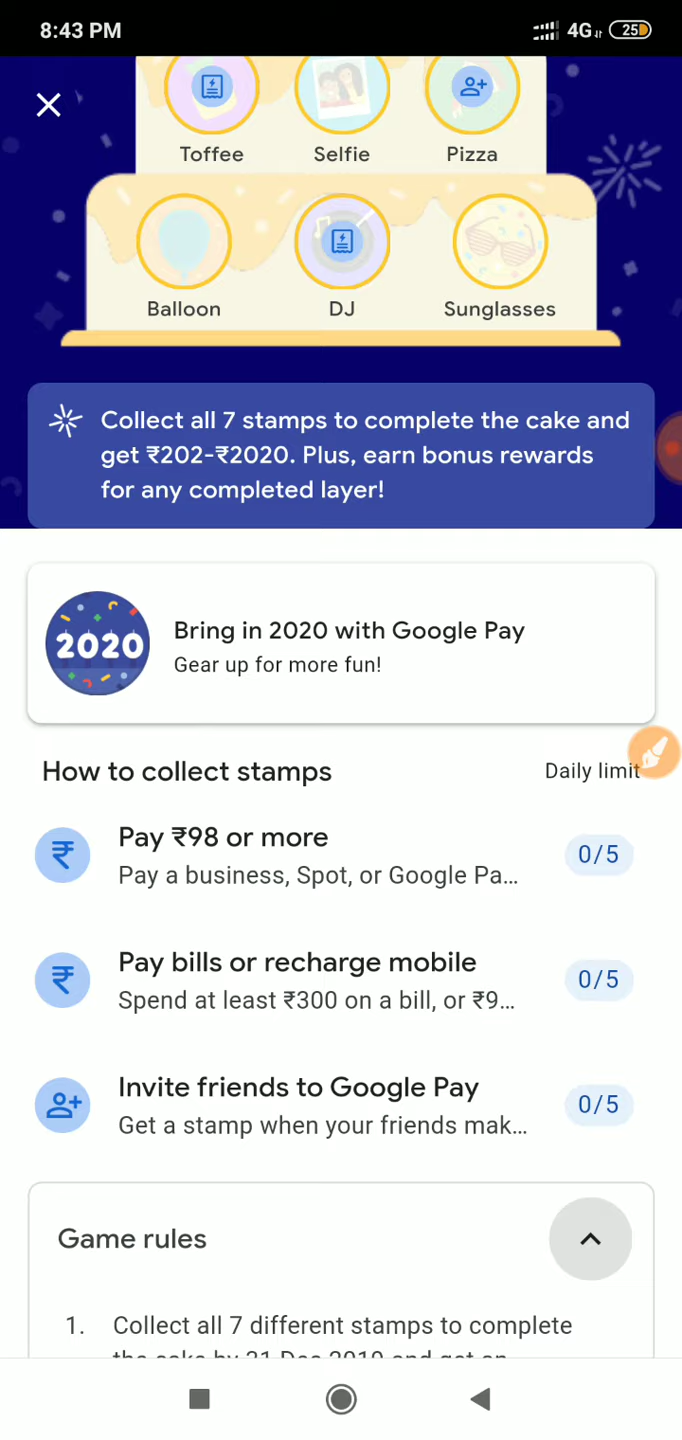 8:43 PM 4G 25
Toffee Selfie Pizza
Balloon DJ Sunglasses
Collect all 7 stamps to complete the cake and
get ₹202-₹2020. Plus, earn bonus rewards
for any completed layer!
2020
Bring in 2020 with Google Pay
Gear up for more fun!
How to collect stamps Daily limit
Pay ₹98 or more
Pay a business, Spot, or Google Pa... 0/5
Pay bills or recharge mobile
Spend at least ₹300 on a bill, or ₹9... 0/5
Invite friends to Google Pay
Get a stamp when your friends mak... 0/5
Game rules
1. Collect all 7 different stamps to complete
the cake by 31 Dec 2019 and get an